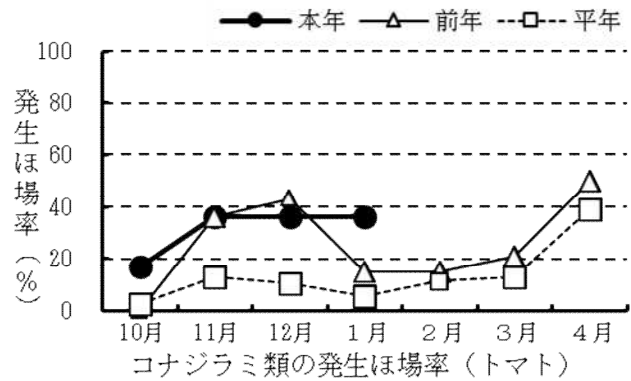 本年 前年 平年
発生ほ場率(%)
100
80
60
40
20
0
10月 11月 12月 1月 2月 3月 4月
コナジラミ類の発生ほ場率(トマト)